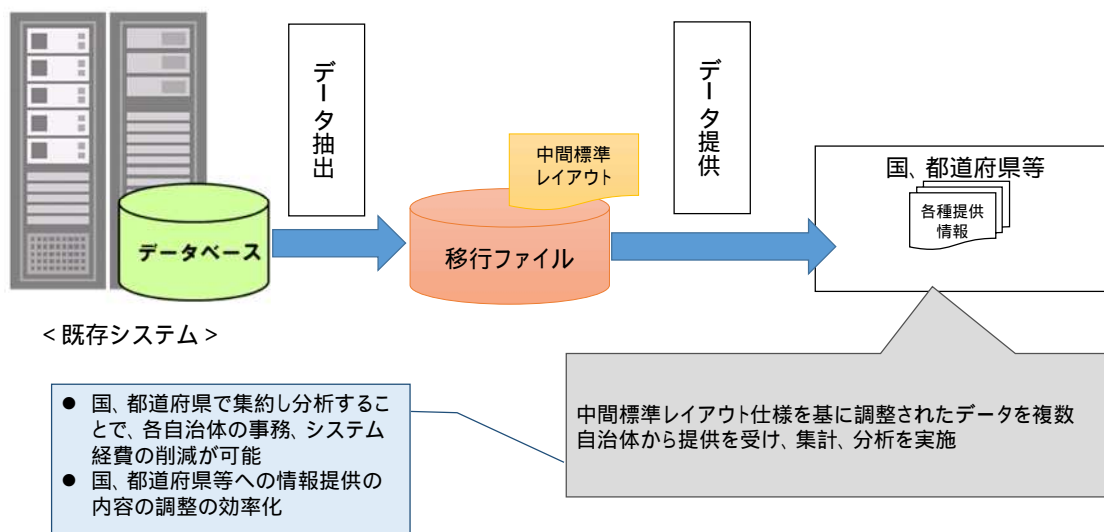 データ抽出
データ提供
中間標準
レイアウト
国、都道府県等
各種提供
情報
データベース
移行ファイル
<既存システム>
● 国、都道府県で集約し分析するこ
とで、各自治体の事務、システム
経費の削減が可能
● 国、都道府県等への情報提供の
内容の調整の効率化
中間標準レイアウト仕様を基に調整されたデータを複数
自治体から提供を受け、集計、分析を実施